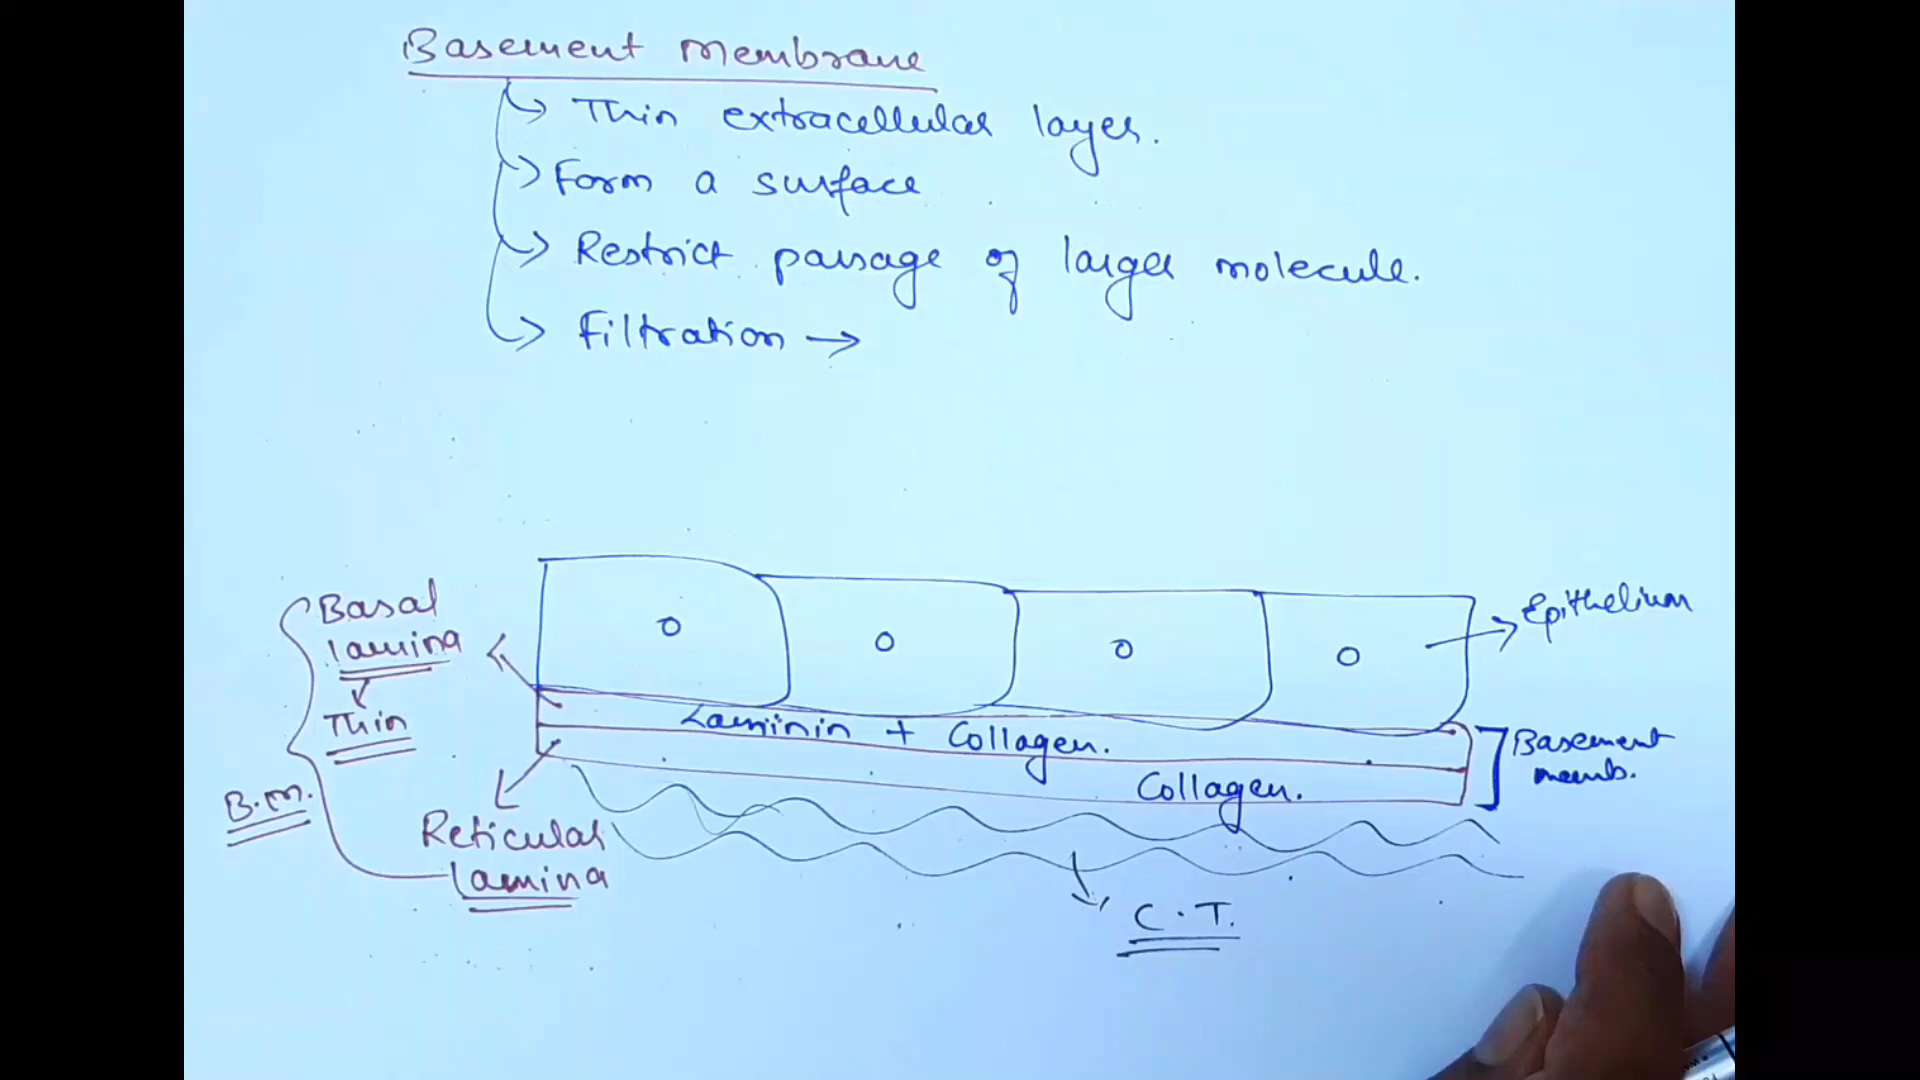 Basement membrane
→ Thin extracellular layer.
→ Form a surface
→ Restrict passage of larger molecule.
→ Filtration →
Basal
lamina
Thin
B.m.
Reticular
lamina
Laminin + Collagen.
Collagen.
Epithelium
Basement
memb.
C.T.